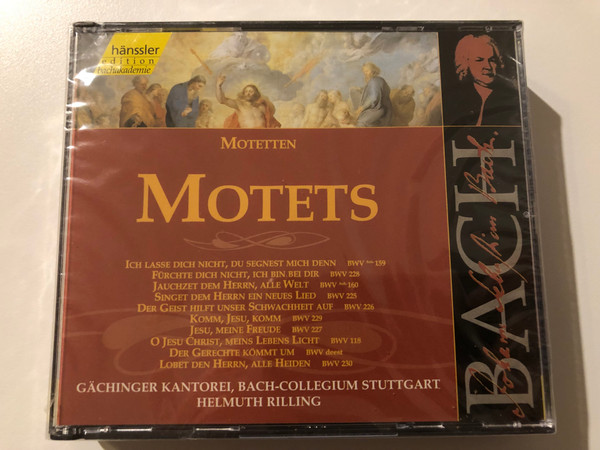 hänssler
edition
bachakademie
MOTETTEN
MOTETS
ICH LASSE DICH NICHT, DU SEGNEST MICH DENN BWV Anh 159
FÜRCHTE DICH NICHT, ICH BIN BEI DIR BWV 228
JAUCHZET DEM HERRN, ALLE WELT BWV Anh 160
SINGET DEM HERRN EIN NEUES LIED BWV 225
DER GEIST HILFT UNSER SCHWACHHEIT AUF BWV 226
KOMM, JESU, KOMM BWV 229
JESU, MEINE FREUDE BWV 227
O JESU CHRIST, MEINS LEBENS LICHT BWV 118
DER GERECHTE KÖMMT UM BWV deest
LOBET DEN HERRN, ALLE HEIDEN BWV 230
GÄCHINGER KANTOREI, BACH-COLLEGIUM STUTTGART
HELMUTH RILLING
BACH
Johann Sebastian Bach.